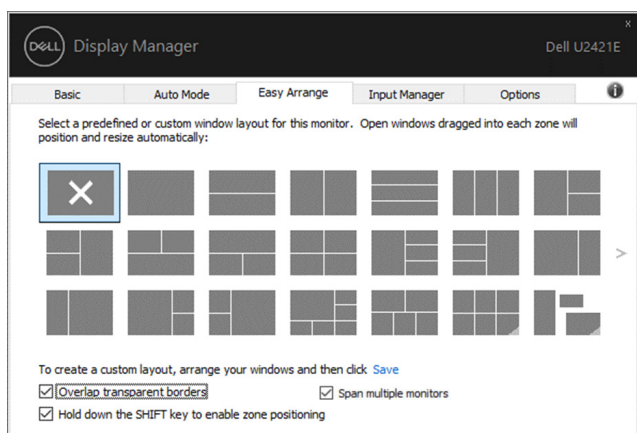 x
DELL Display Manager
Dell U2421E
Basic
Auto Mode
Easy Arrange
Input Manager
Options
i
Select a predefined or custom window layout for this monitor. Open windows dragged into each zone will
position and resize automatically:
>
To create a custom layout, arrange your windows and then click Save
Overlap transparent borders
Span multiple monitors
Hold down the SHIFT key to enable zone positioning